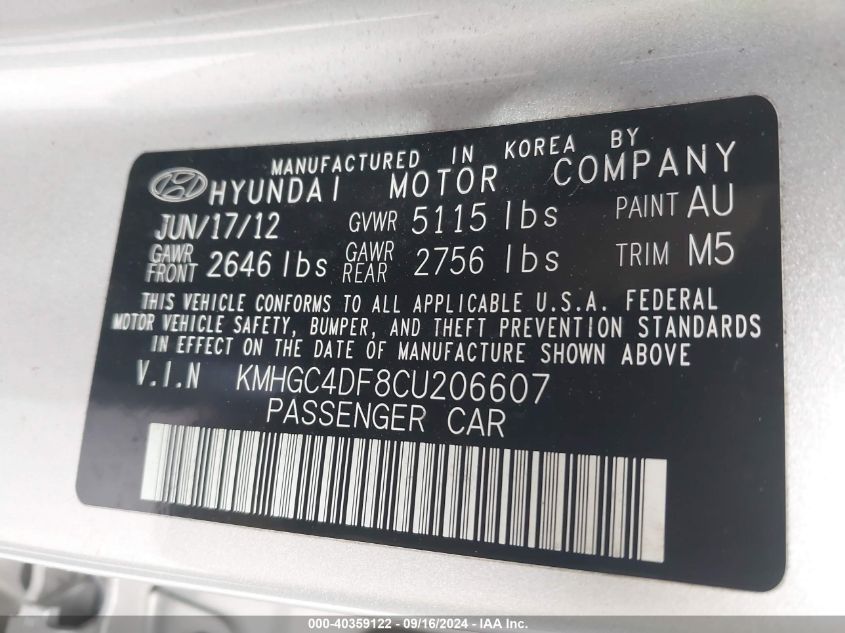 MANUFACTURED IN KOREA BY
HYUNDAI MOTOR COMPANY
JUN/17/12 GVWR 5115 lbs PAINT AU
GAWR FRONT 2646 lbs GAWR REAR 2756 lbs TRIM M5
THIS VEHICLE CONFORMS TO ALL APPLICABLE U.S.A. FEDERAL
MOTOR VEHICLE SAFETY, BUMPER, AND THEFT PREVENTION STANDARDS
IN EFFECT ON THE DATE OF MANUFACTURE SHOWN ABOVE
V.I.N KMHGC4DF8CU206607
PASSENGER CAR
000-40359122 - 09/16/2024 - IAA Inc.